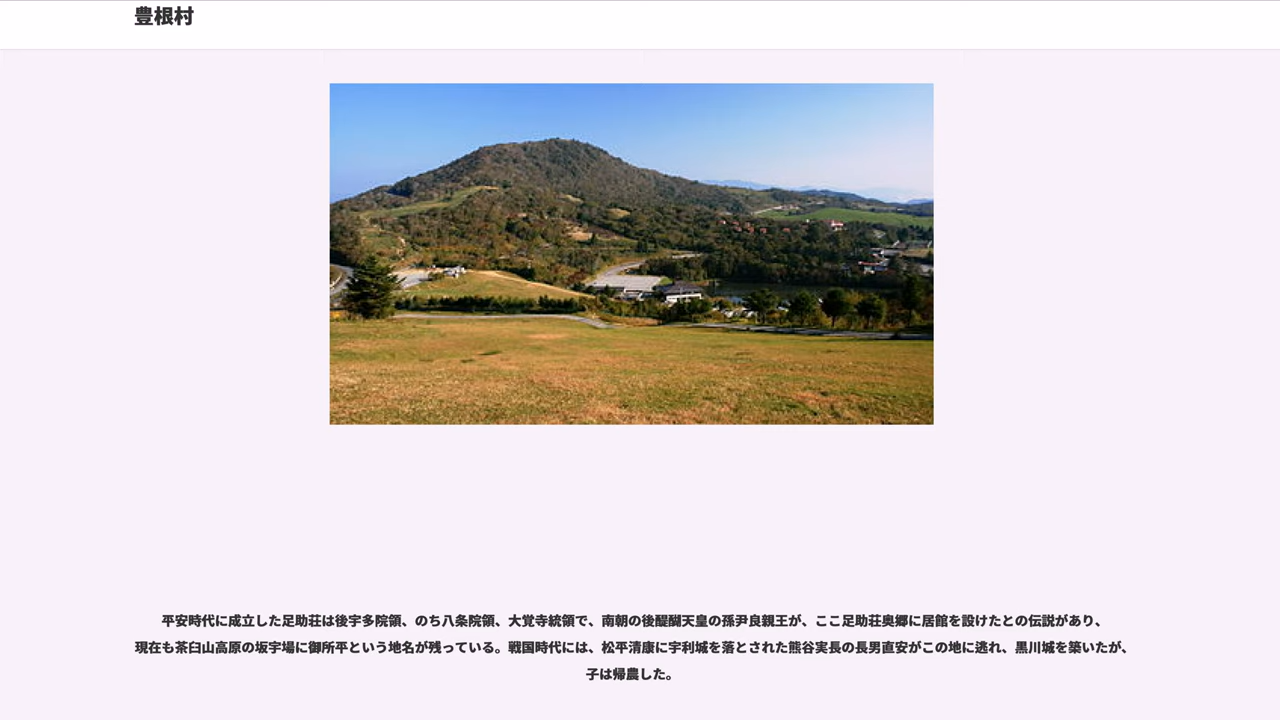 豊根村
平安時代に成立した足助荘は後宇多院領、のち八条院領、大覚寺統領で、南朝の後醍醐天皇の孫尹良親王が、ここ足助荘奥郷に居館を設けたとの伝説があり、
現在も茶臼山高原の坂宇場に御所平という地名が残っている。戦国時代には、松平清康に宇利城を落とされた熊谷実長の長男直安がこの地に逃れ、黒川城を築いたが、
子は帰農した。